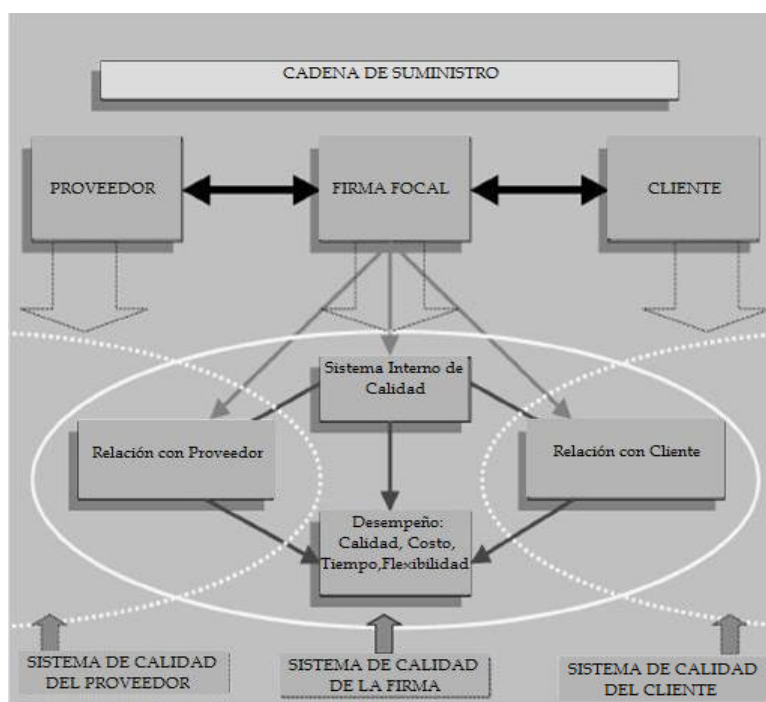 CADENA DE SUMINISTRO
PROVEEDOR
FIRMA FOCAL
CLIENTE
Sistema Interno de
Calidad
Relación con Proveedor
Relación con Cliente
Desempeño:
Calidad, Costo,
Tiempo,Flexibilidad
SISTEMA DE CALIDAD
DEL PROVEEDOR
SISTEMA DE CALIDAD
DE LA FIRMA
SISTEMA DE CALIDAD
DEL CLIENTE